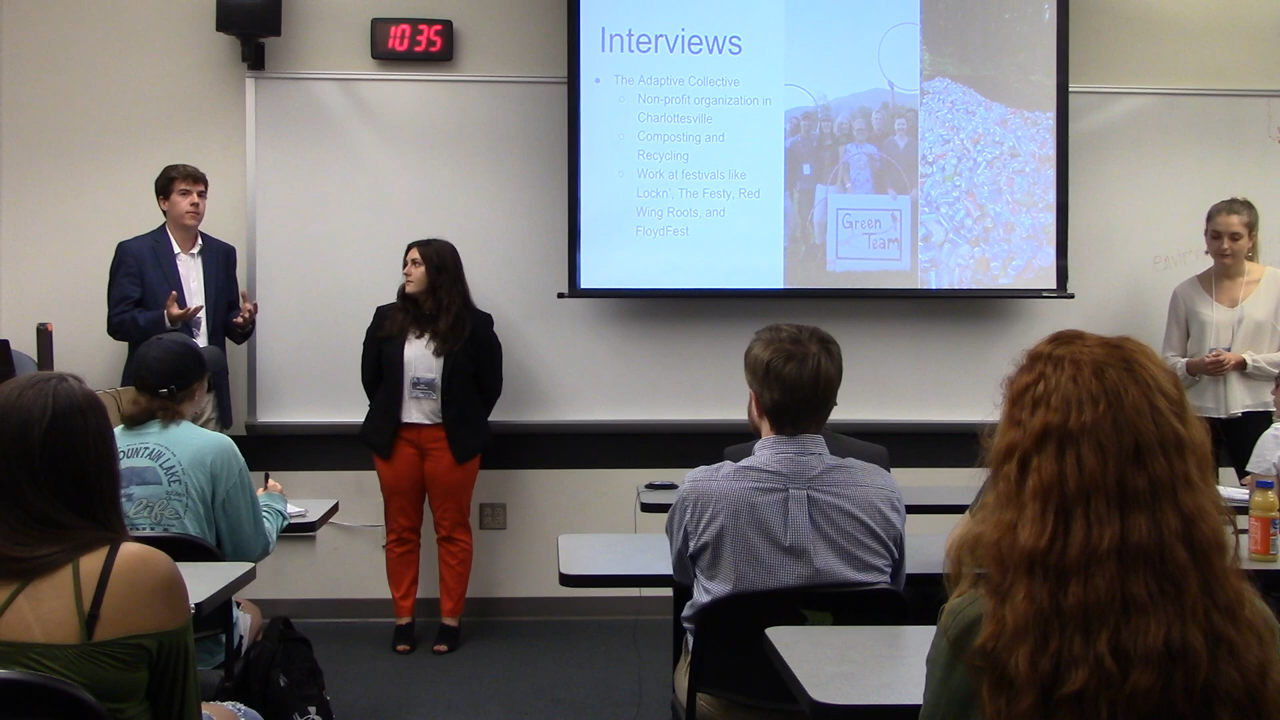 10 35
Interviews
The Adaptive Collective
Non-profit organization in
Charlottesville
Composting and
Recycling
Work at festivals like
Lockn', The Festy, Red
Wing Roots, and
FloydFest
Green
Team
MOUNTAIN LAKE
life